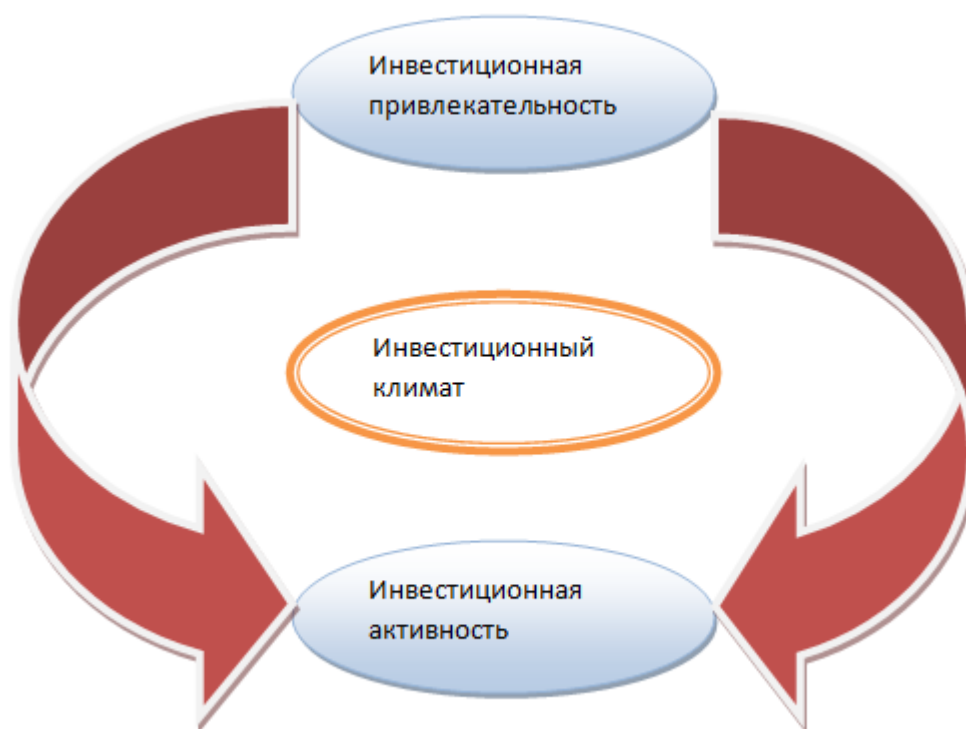 Инвестиционная
привлекательность
Инвестиционный
климат
Инвестиционная
активность